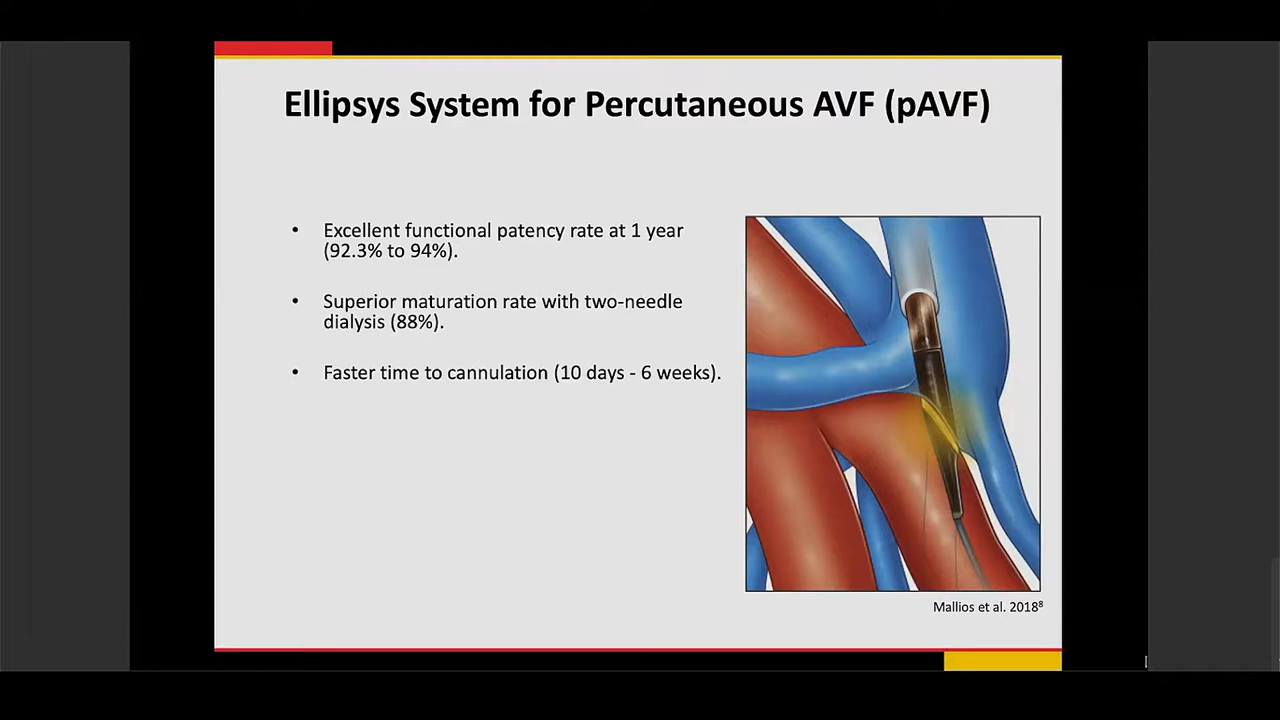 Ellipsys System for Percutaneous AVF (pAVF)
• Excellent functional patency rate at 1 year
(92.3% to 94%).
• Superior maturation rate with two-needle
dialysis (88%).
• Faster time to cannulation (10 days - 6 weeks).
Mallios et al. 2018⁸